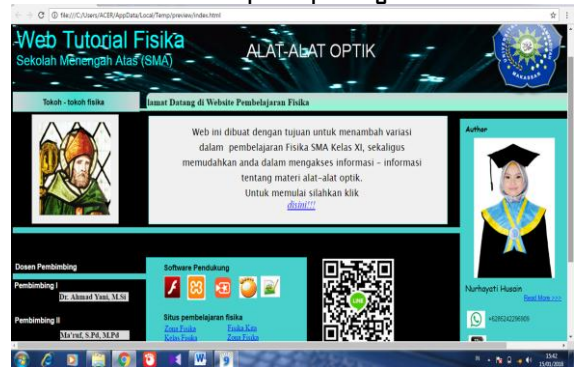 file:///C:/Users/ACER/AppData/Local/Temp/preview/index.html
Web Tutorial Fisika
Sekolah Menengah Atas (SMA)
ALAT-ALAT OPTIK
MAKASSAR
Tokoh - tokoh fisika
lamat Datang di Website Pembelajaran Fisika
Web ini dibuat dengan tujuan untuk menambah variasi
dalam pembelajaran Fisika SMA Kelas XI, sekaligus
memudahkan anda dalam mengakses informasi - informasi
tentang materi alat-alat optik.
Untuk memulai silahkan klik
disini!!!
Author
Nurhayati Husain
Read More >>>
+6285242296909
Dosen Pembimbing
Pembimbing I
Dr. Ahmad Yani, M.Si
Pembimbing II
Ma'ruf, S.Pd, M.Pd
Software Pendukung
Situs pembelajaran fisika
Zona Fisika
Fisika Kita
Kelas Fisika
Zona Fisika
LINE
15:42
15/01/2018